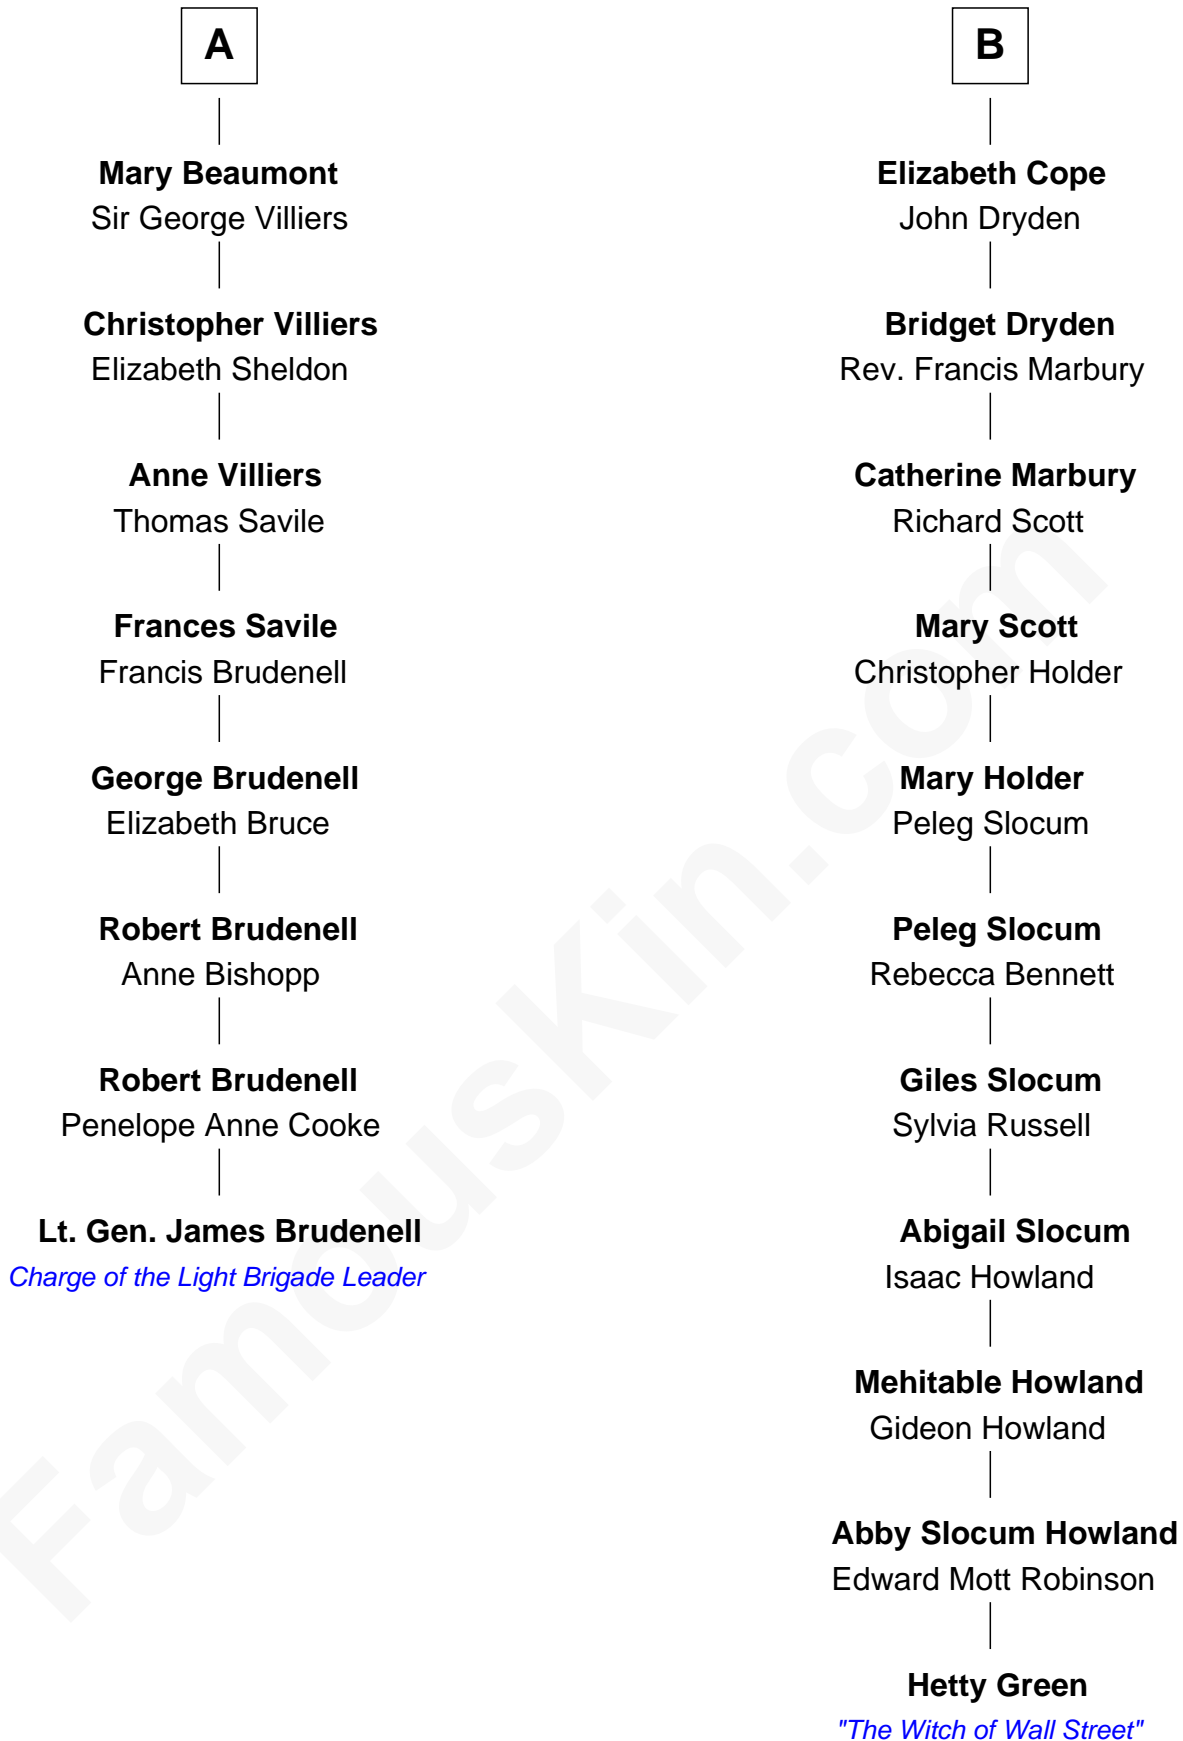 A
Mary Beaumont
Sir George Villiers
Christopher Villiers
Elizabeth Sheldon
Anne Villiers
Thomas Savile
Frances Savile
Francis Brudenell
George Brudenell
Elizabeth Bruce
Robert Brudenell
Anne Bishopp
Robert Brudenell
Penelope Anne Cooke
Lt. Gen. James Brudenell
Charge of the Light Brigade Leader
B
Elizabeth Cope
John Dryden
Bridget Dryden
Rev. Francis Marbury
Catherine Marbury
Richard Scott
Mary Scott
Christopher Holder
Mary Holder
Peleg Slocum
Peleg Slocum
Rebecca Bennett
Giles Slocum
Sylvia Russell
Abigail Slocum
Isaac Howland
Mehitable Howland
Gideon Howland
Abby Slocum Howland
Edward Mott Robinson
Hetty Green
"The Witch of Wall Street"
FamousKin.com